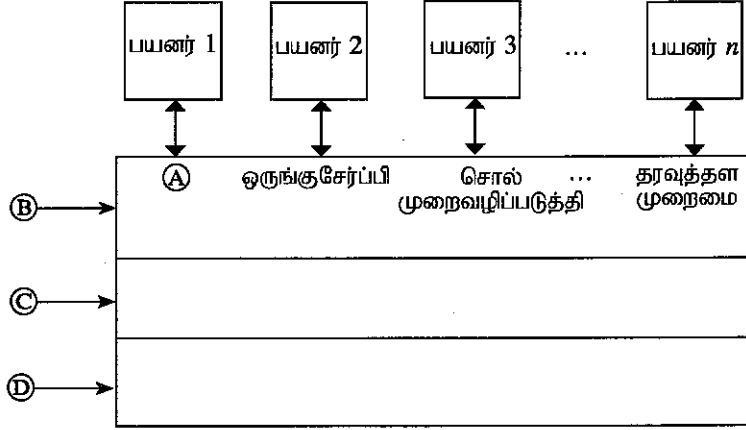 பயனர் 1 பயனர் 2 பயனர் 3 ... பயனர் n
A ஒருங்குசேர்ப்பி சொல் ... தரவுத்தள
முறைவழிப்படுத்தி முறைமை
B
C
D